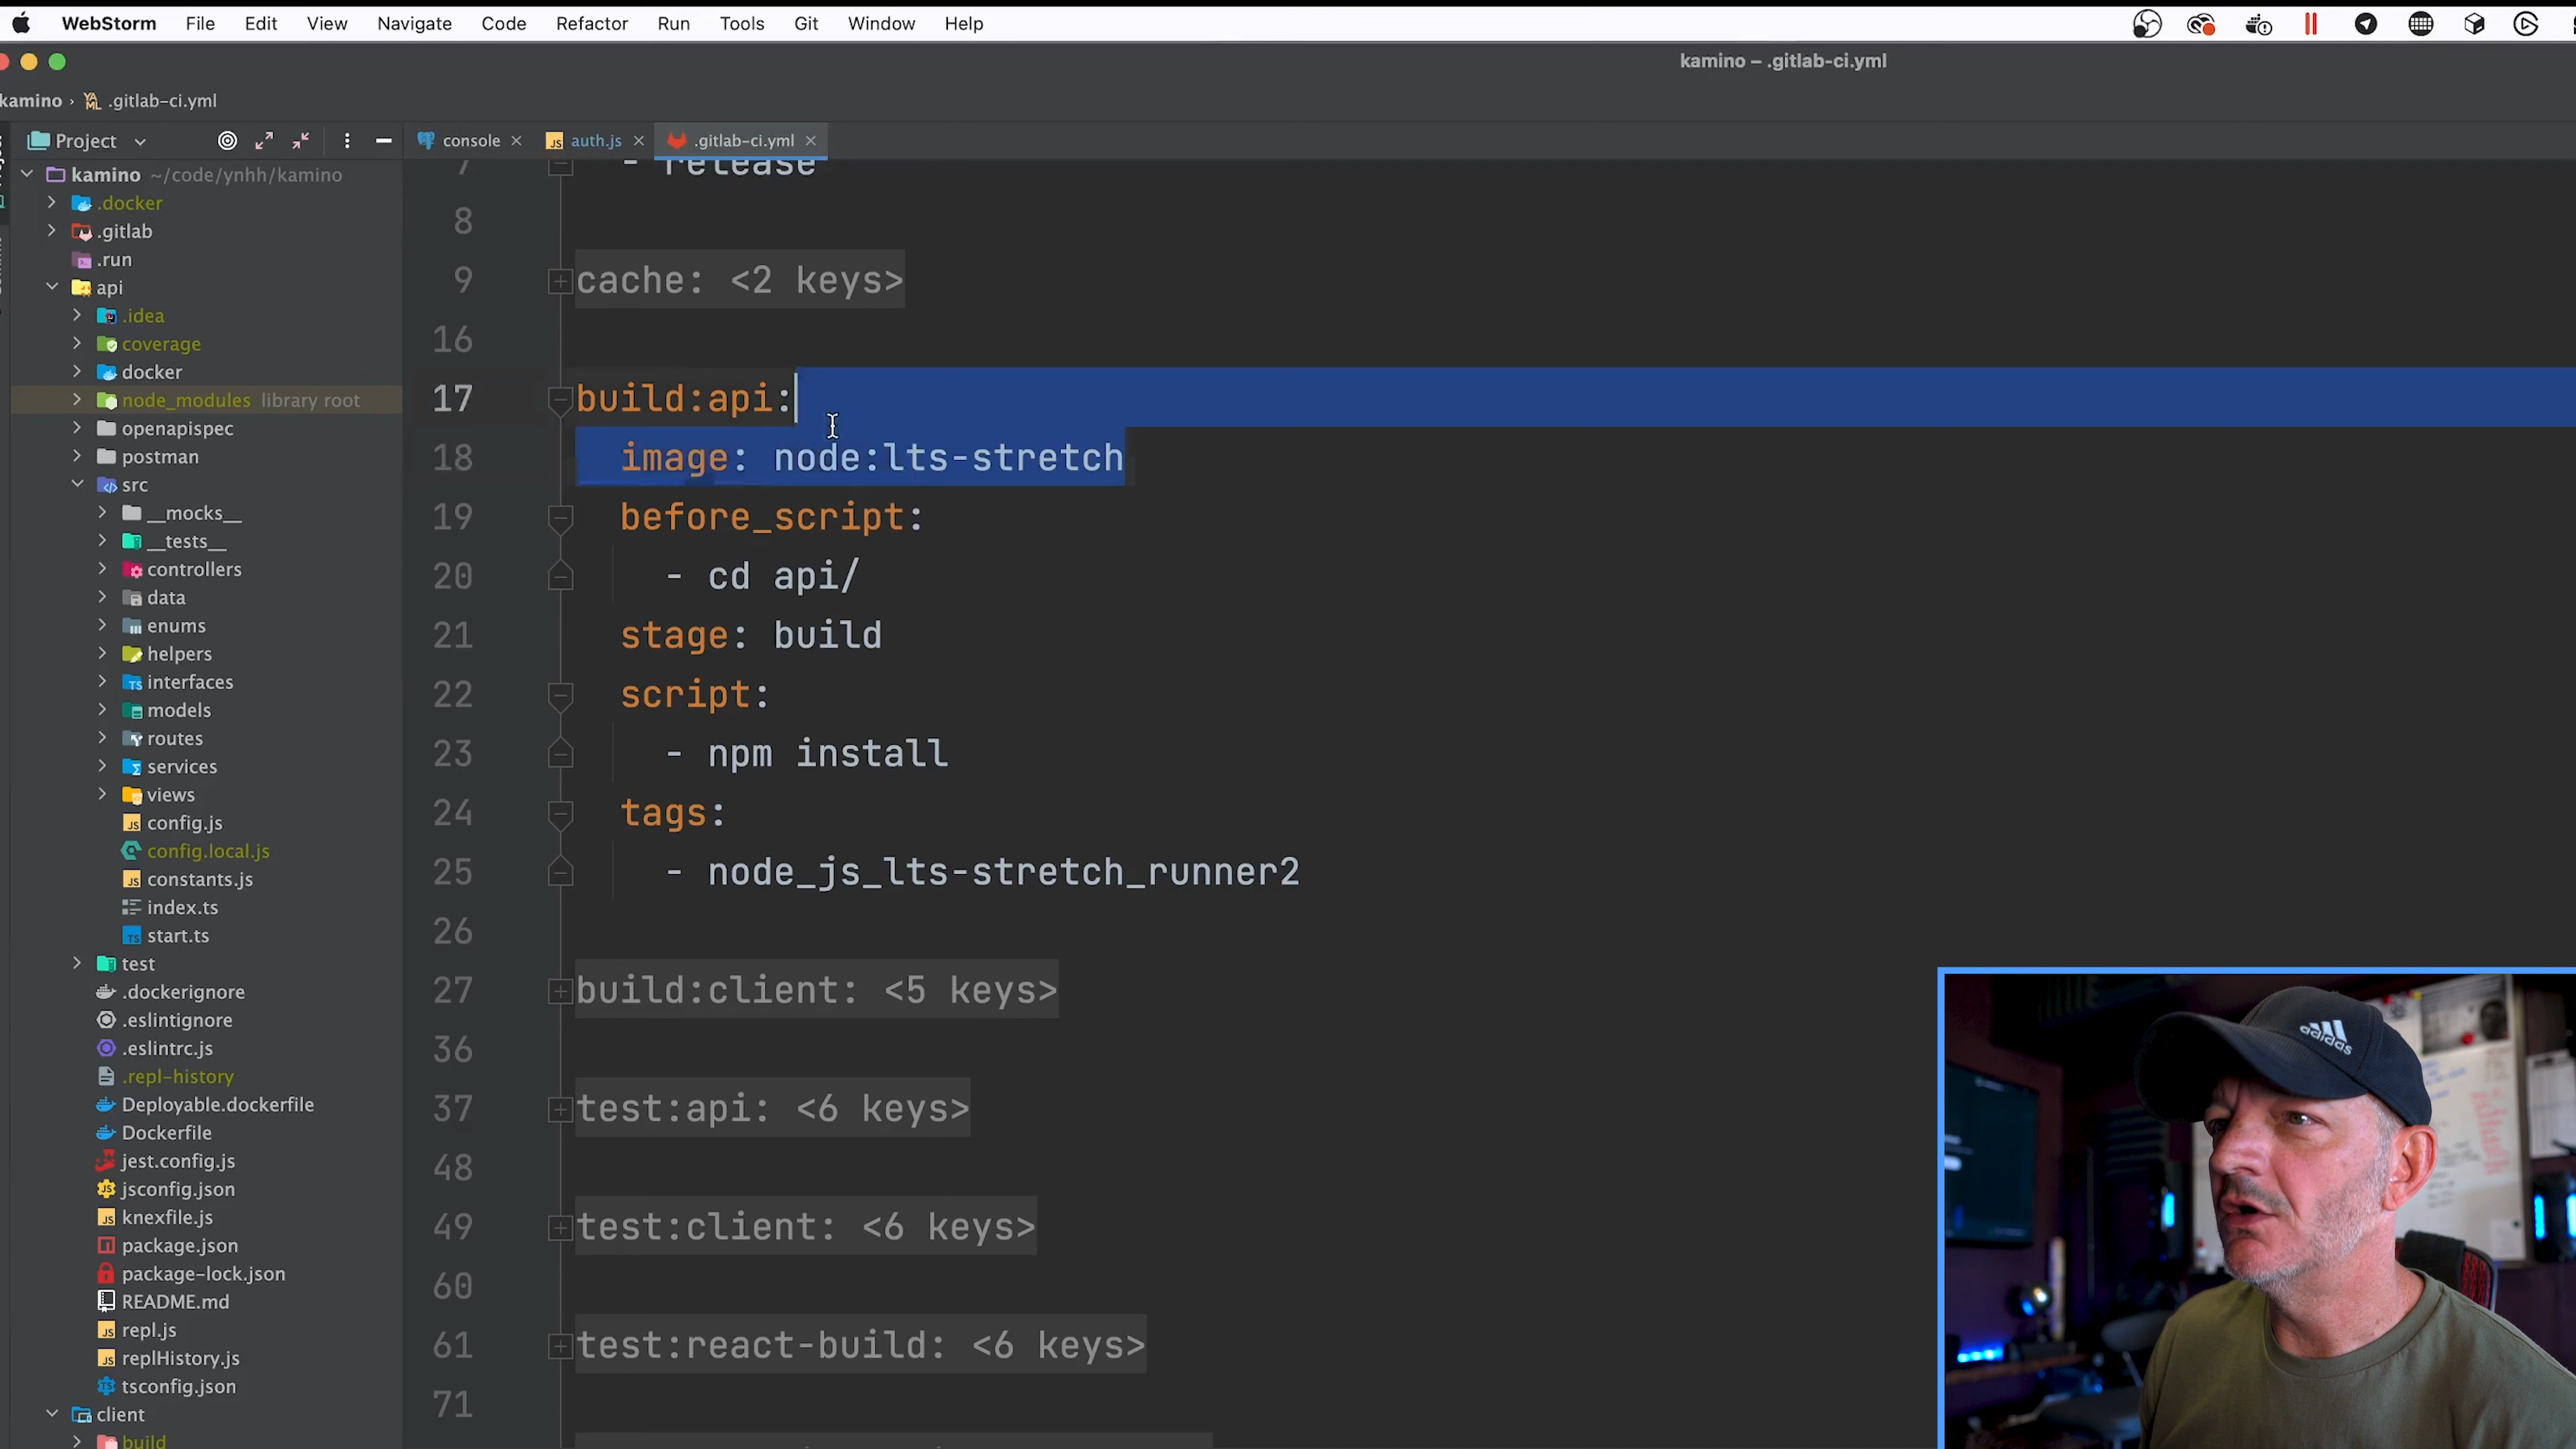 WebStorm File Edit View Navigate Code Refactor Run Tools Git Window Help
kamino – .gitlab-ci.yml
kamino › .gitlab-ci.yml
Project
console auth.js .gitlab-ci.yml
kamino ~/code/ynhh/kamino
.docker
.gitlab
.run
api
.idea
coverage
docker
node_modules library root
openapispec
postman
src
__mocks__
__tests__
controllers
data
enums
helpers
interfaces
models
routes
services
views
config.js
config.local.js
constants.js
index.ts
start.ts
test
.dockerignore
.eslintignore
.eslintrc.js
.repl-history
Deployable.dockerfile
Dockerfile
jest.config.js
jsconfig.json
knexfile.js
package.json
package-lock.json
README.md
repl.js
replHistory.js
tsconfig.json
client
build
7 - release
8
9 cache: <2 keys>
16
17 build:api:
18 image: node:lts-stretch
19 before_script:
20 - cd api/
21 stage: build
22 script:
23 - npm install
24 tags:
25 - node_js_lts-stretch_runner2
26
27 build:client: <5 keys>
36
37 test:api: <6 keys>
48
49 test:client: <6 keys>
60
61 test:react-build: <6 keys>
71
adidas